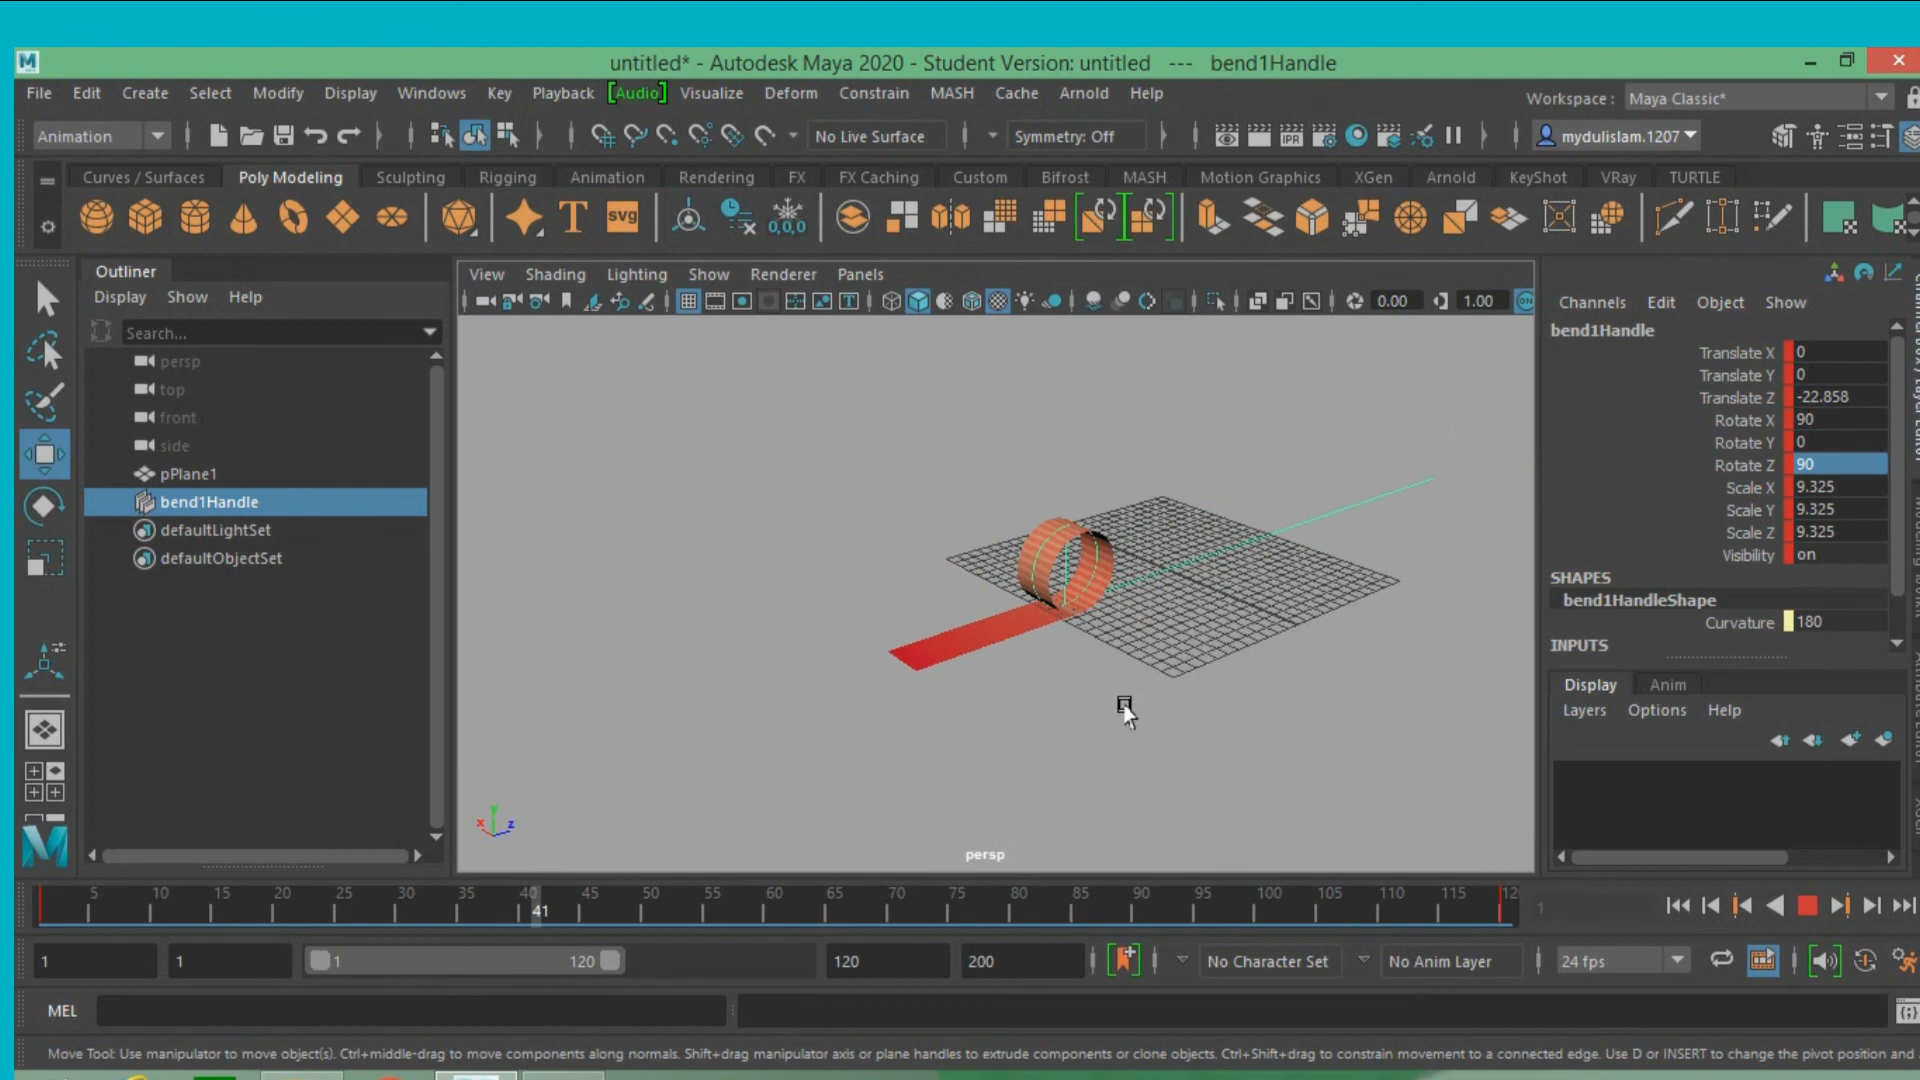 untitled* - Autodesk Maya 2020 - Student Version: untitled   ---   bend1Handle
File Edit Create Select Modify Display Windows Key Playback [Audio] Visualize Deform Constrain MASH Cache Arnold Help
Workspace : Maya Classic*
Animation No Live Surface Symmetry: Off IPR mydulislam.1207
Curves / Surfaces Poly Modeling Sculpting Rigging Animation Rendering FX FX Caching Custom Bifrost MASH Motion Graphics XGen Arnold KeyShot VRay TURTLE
T svg 0,0,0
Outliner
Display Show Help
Search...
persp
top
front
side
pPlane1
bend1Handle
defaultLightSet
defaultObjectSet
View Shading Lighting Show Renderer Panels
0.00 1.00 ON
x y z
persp
Channels Edit Object Show
bend1Handle
Translate X 0
Translate Y 0
Translate Z -22.858
Rotate X 90
Rotate Y 0
Rotate Z 90
Scale X 9.325
Scale Y 9.325
Scale Z 9.325
Visibility on
SHAPES
bend1HandleShape
Curvature 180
INPUTS
Display Anim
Layers Options Help
5 10 15 20 25 30 35 40 45 50 55 60 65 70 75 80 85 90 95 100 105 110 115 12
41
1
1 1 1 120 120 200 No Character Set No Anim Layer 24 fps
MEL
Move Tool: Use manipulator to move object(s). Ctrl+middle-drag to move components along normals. Shift+drag manipulator axis or plane handles to extrude components or clone objects. Ctrl+Shift+drag to constrain movement to a connected edge. Use D or INSERT to change the pivot position and